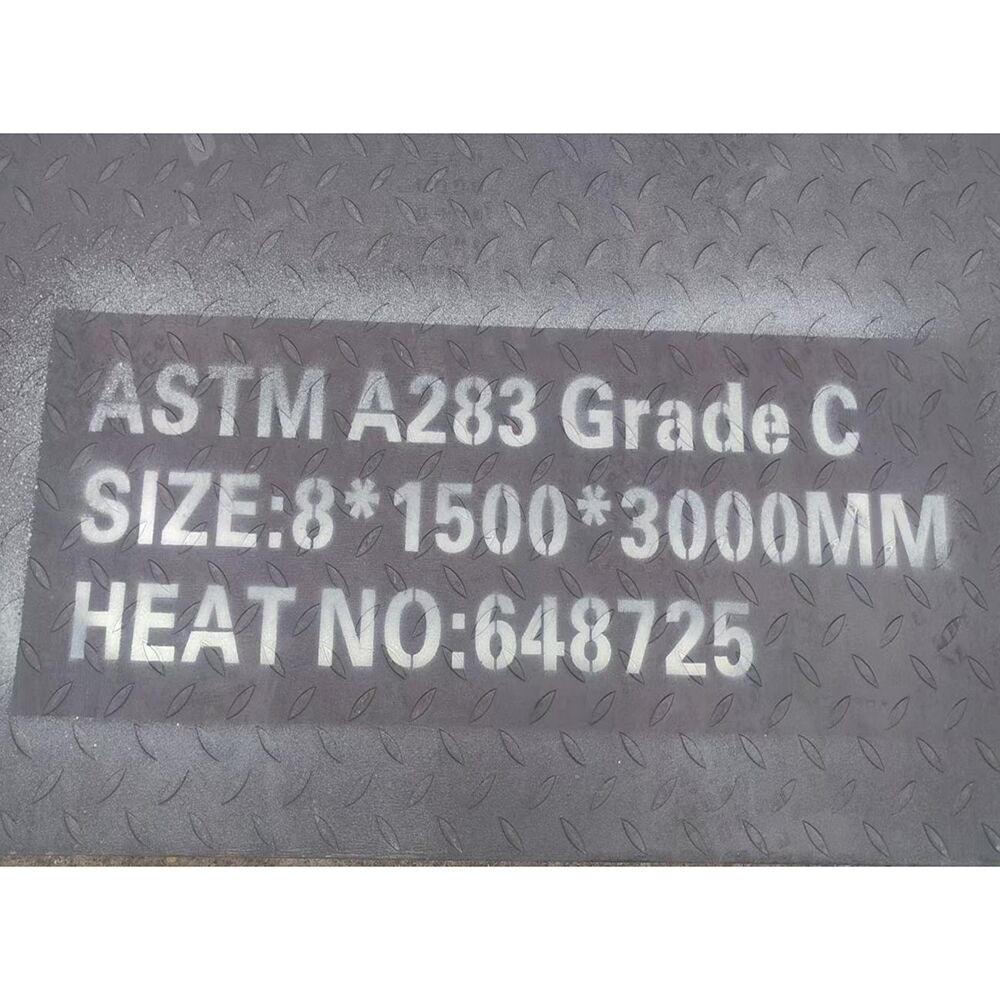 ASTM A283 Grade C
SIZE:8*1500*3000MM
HEAT NO:648725